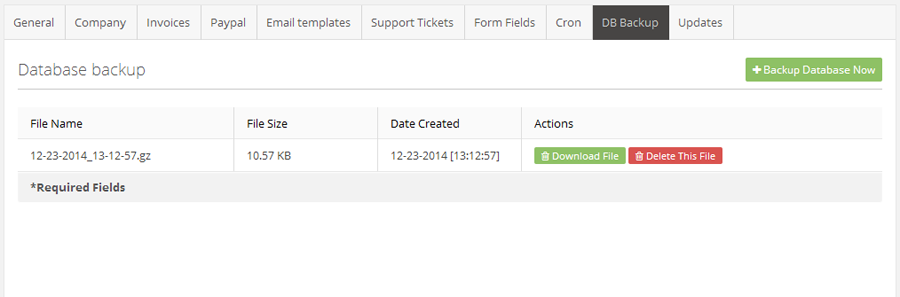 General Company Invoices Paypal Email templates Support Tickets Form Fields Cron DB Backup Updates
Database backup
Backup Database Now
File Name File Size Date Created Actions
12-23-2014_13-12-57.gz 10.57 KB 12-23-2014 [13:12:57] Download File Delete This File
*Required Fields